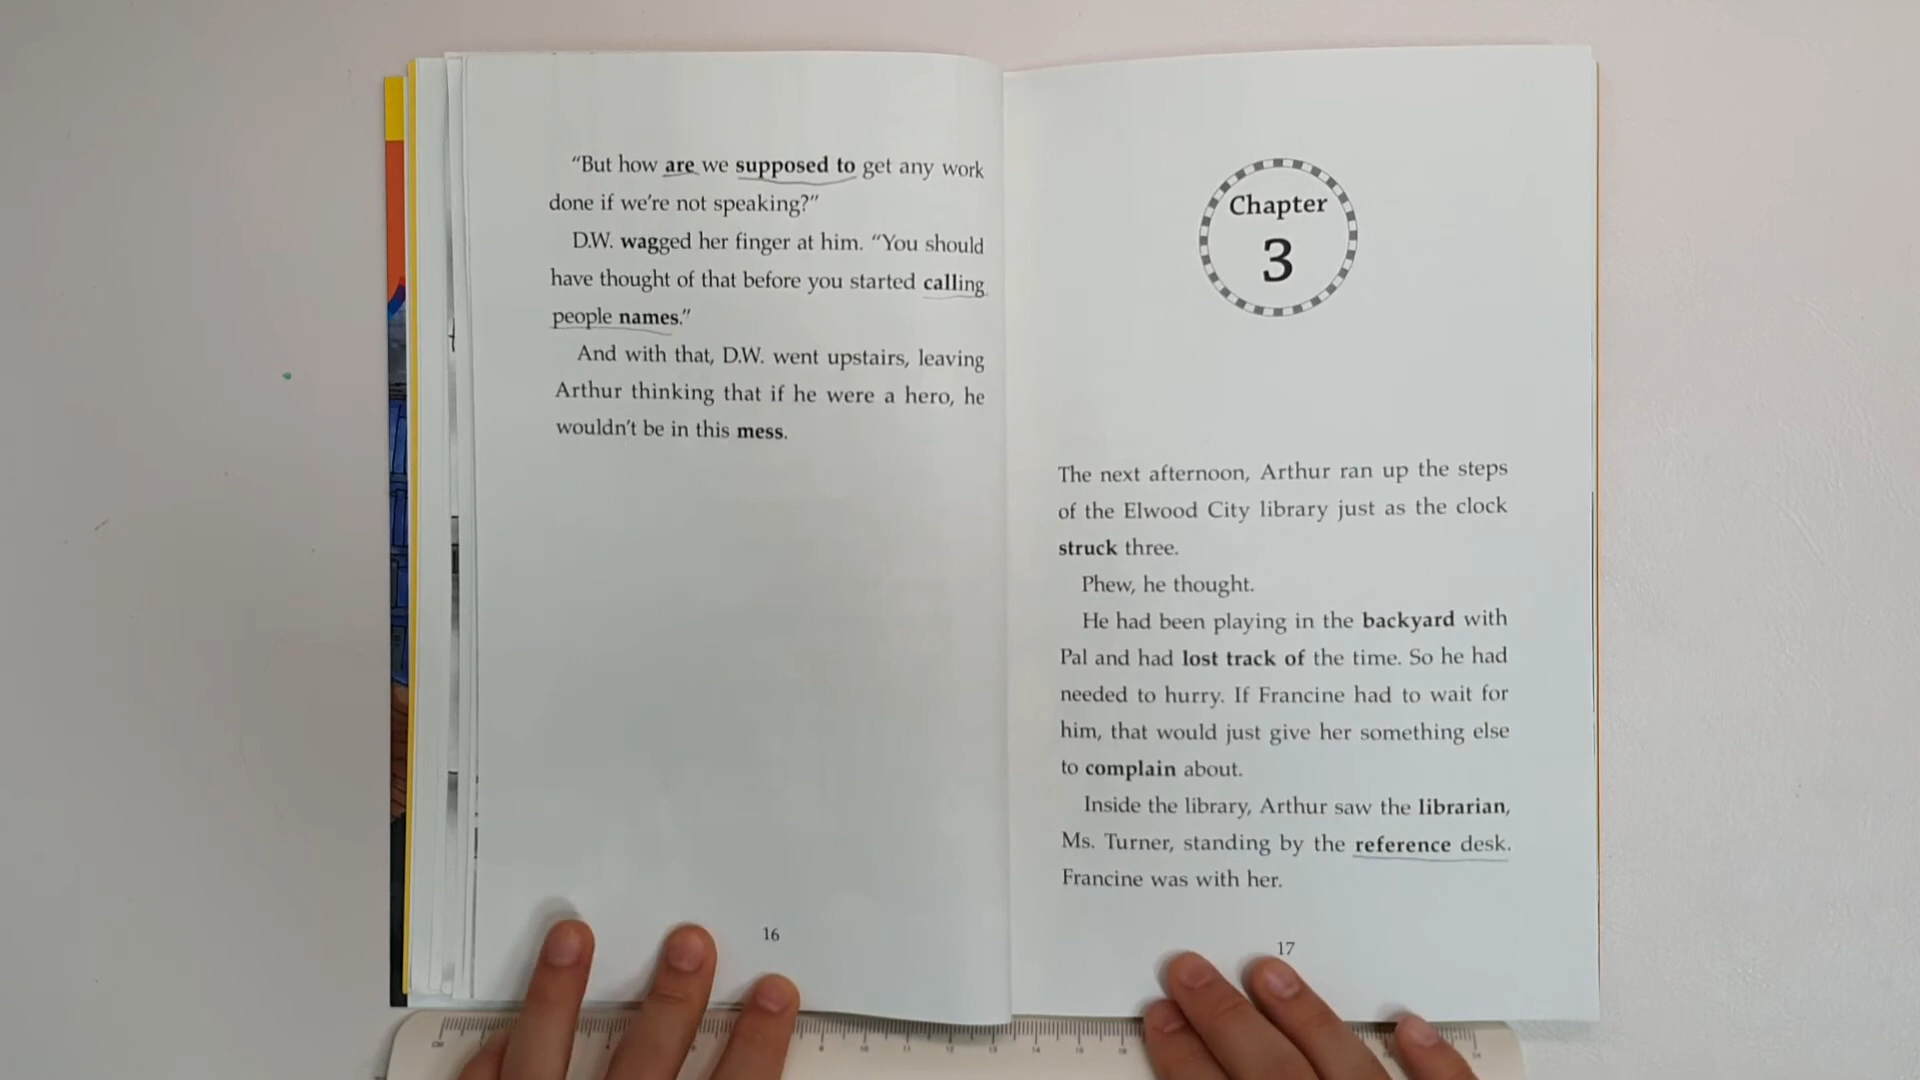 “But how are we supposed to get any work
done if we’re not speaking?”
D.W. wagged her finger at him. “You should
have thought of that before you started calling
people names.”
And with that, D.W. went upstairs, leaving
Arthur thinking that if he were a hero, he
wouldn’t be in this mess.
16
Chapter
3
The next afternoon, Arthur ran up the steps
of the Elwood City library just as the clock
struck three.
Phew, he thought.
He had been playing in the backyard with
Pal and had lost track of the time. So he had
needed to hurry. If Francine had to wait for
him, that would just give her something else
to complain about.
Inside the library, Arthur saw the librarian,
Ms. Turner, standing by the reference desk.
Francine was with her.
17